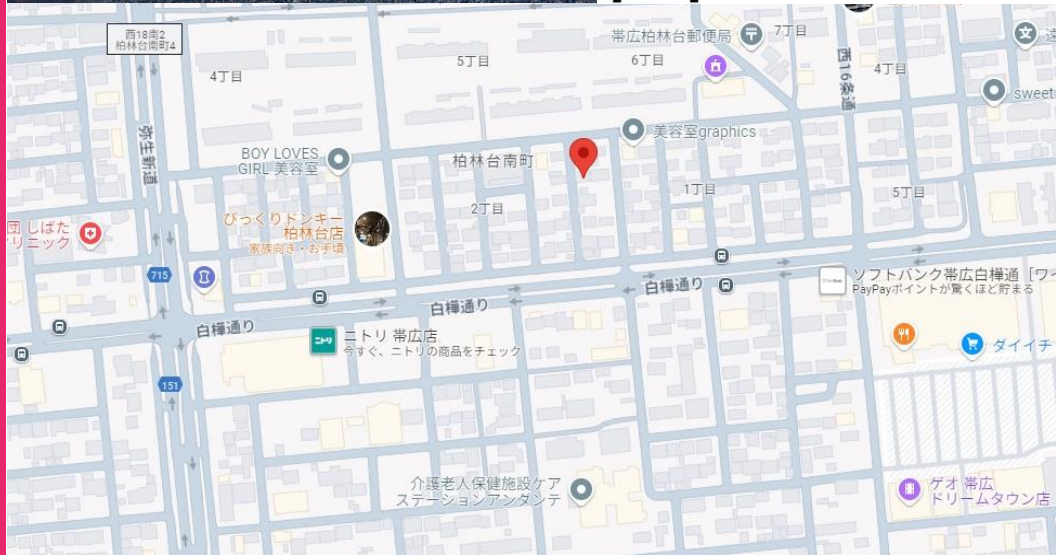 西18南2
柏林台南町4
4丁目
5丁目
帯広柏林台郵便局
7丁目
6丁目
西16条通
4丁目
sweet
弥生新道
BOY LOVES
GIRL 美容室
柏林台南町
美容室graphics
1丁目
5丁目
2丁目
団 しばた
リニック
びっくりドンキー
柏林台店
家族向き・お手頃
715
白樺通り
白樺通り
白樺通り
ソフトバンク帯広白樺通［ワイ
PayPayポイントが驚くほど貯まる
ニトリ
ニトリ 帯広店
今すぐ、ニトリの商品をチェック
ダイイチ
151
介護老人保健施設ケア
ステーションアンダンテ
ゲオ 帯広
ドリームタウン店